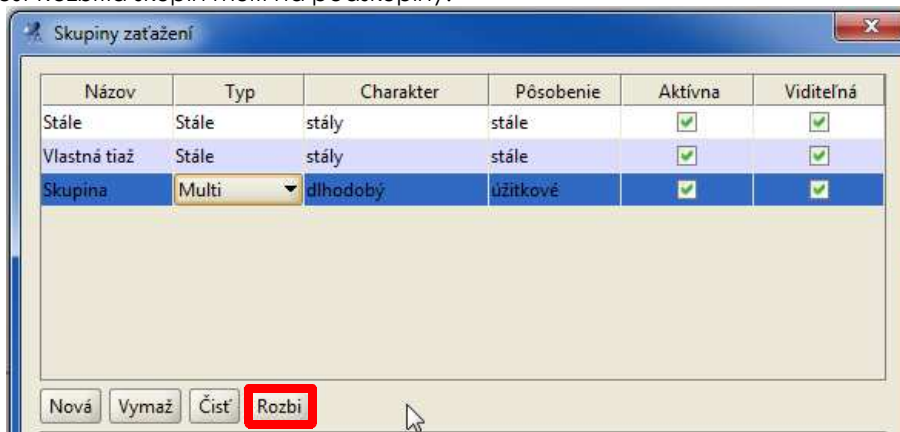 Skupiny zaťažení
Názov Typ Charakter Pôsobenie Aktívna Viditeľná
Stále Stále stály stále
Vlastná tiaž Stále stály stále
Skupina Multi dlhodobý úžitkové
Nová Vymaž Čisť Rozbi